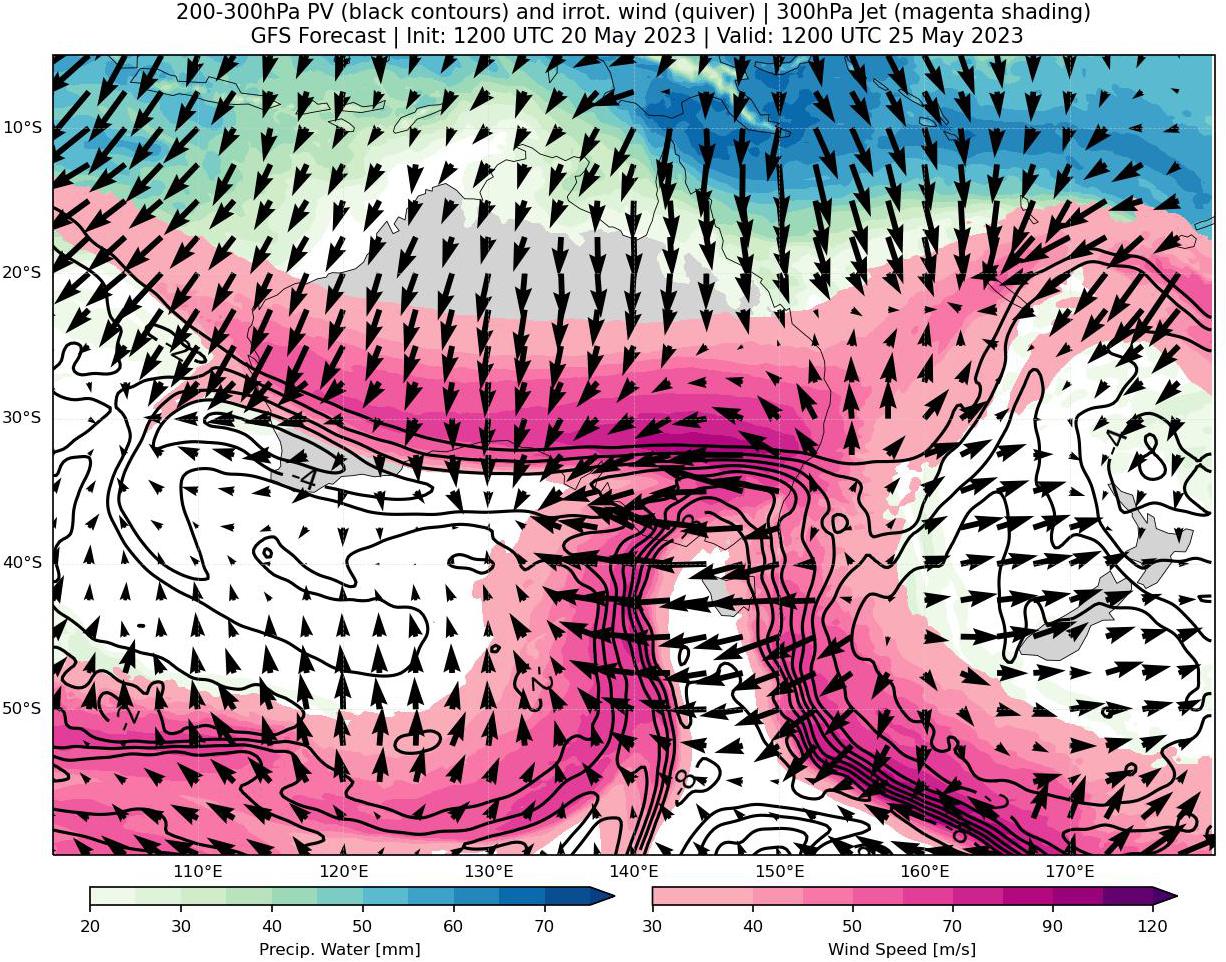 200-300hPa PV (black contours) and irrot. wind (quiver) | 300hPa Jet (magenta shading)
GFS Forecast | Init: 1200 UTC 20 May 2023 | Valid: 1200 UTC 25 May 2023
10°S
20°S
30°S
-4
40°S
-2
-2
50°S
-8
110°E 120°E 130°E 140°E 150°E 160°E 170°E
20 30 40 50 60 70
30 40 50 70 90 120
Precip. Water [mm]
Wind Speed [m/s]